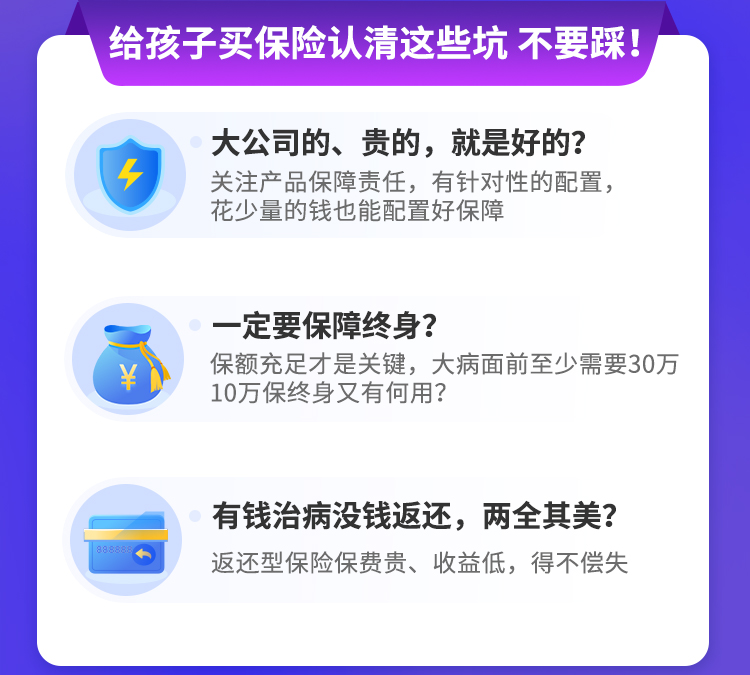 给孩子买保险认清这些坑 不要踩！
大公司的、贵的，就是好的？
关注产品保障责任，有针对性的配置，
花少量的钱也能配置好保障
一定要保障终身？
保额充足才是关键，大病面前至少需要30万
10万保终身又有何用？
¥
有钱治病没钱返还，两全其美？
返还型保险保费贵、收益低，得不偿失
888888